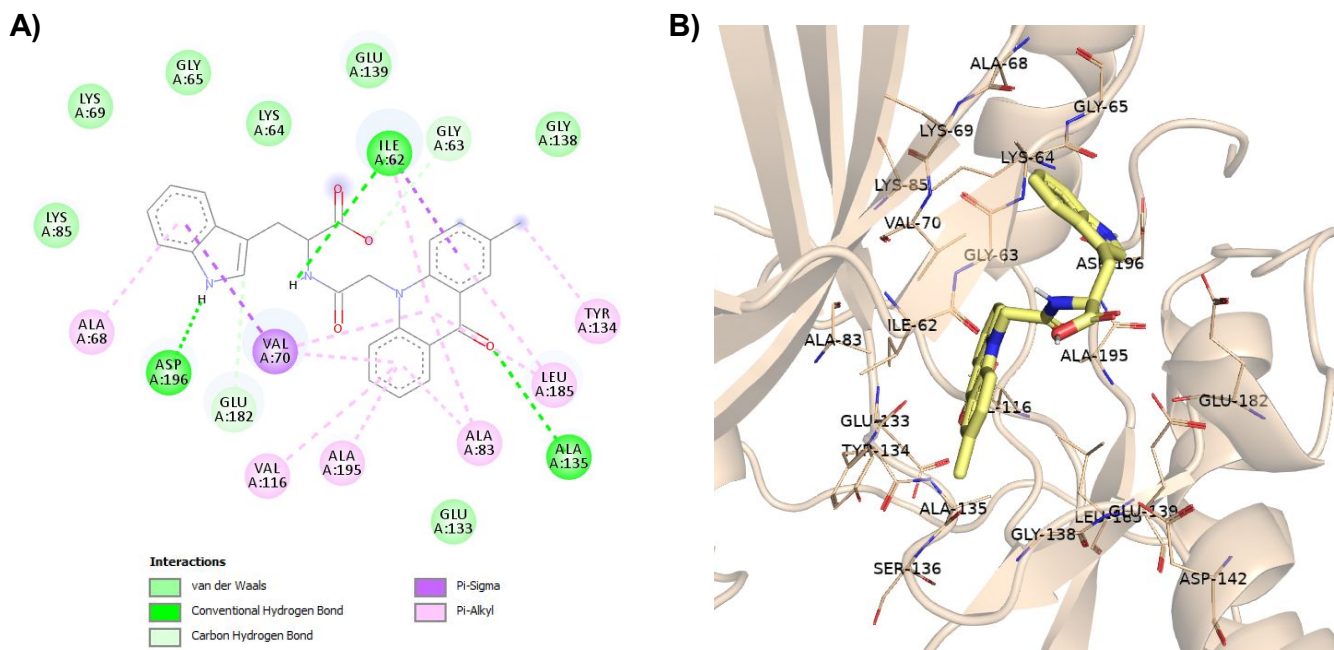 A)
GLU
A:139
GLY
A:65
LYS
A:69
LYS
A:64
GLY
A:63
GLY
A:138
ILE
A:62
LYS
A:85
O
O
H
N
N
H
O
N
O
ALA
A:68
ASP
A:196
VAL
A:70
TYR
A:134
GLU
A:182
LEU
A:185
VAL
A:116
ALA
A:195
ALA
A:83
ALA
A:135
GLU
A:133
Interactions
van der Waals
Conventional Hydrogen Bond
Carbon Hydrogen Bond
Pi-Sigma
Pi-Alkyl
B)
ALA-68
GLY-65
LYS-69
LYS-64
LYS-85
VAL-70
GLY-63
ILE-62
ALA-83
ALA-195
GLU-182
GLU-133
TYR-134
ALA-135
GLU-139
GLY-138
SER-136
ASP-142